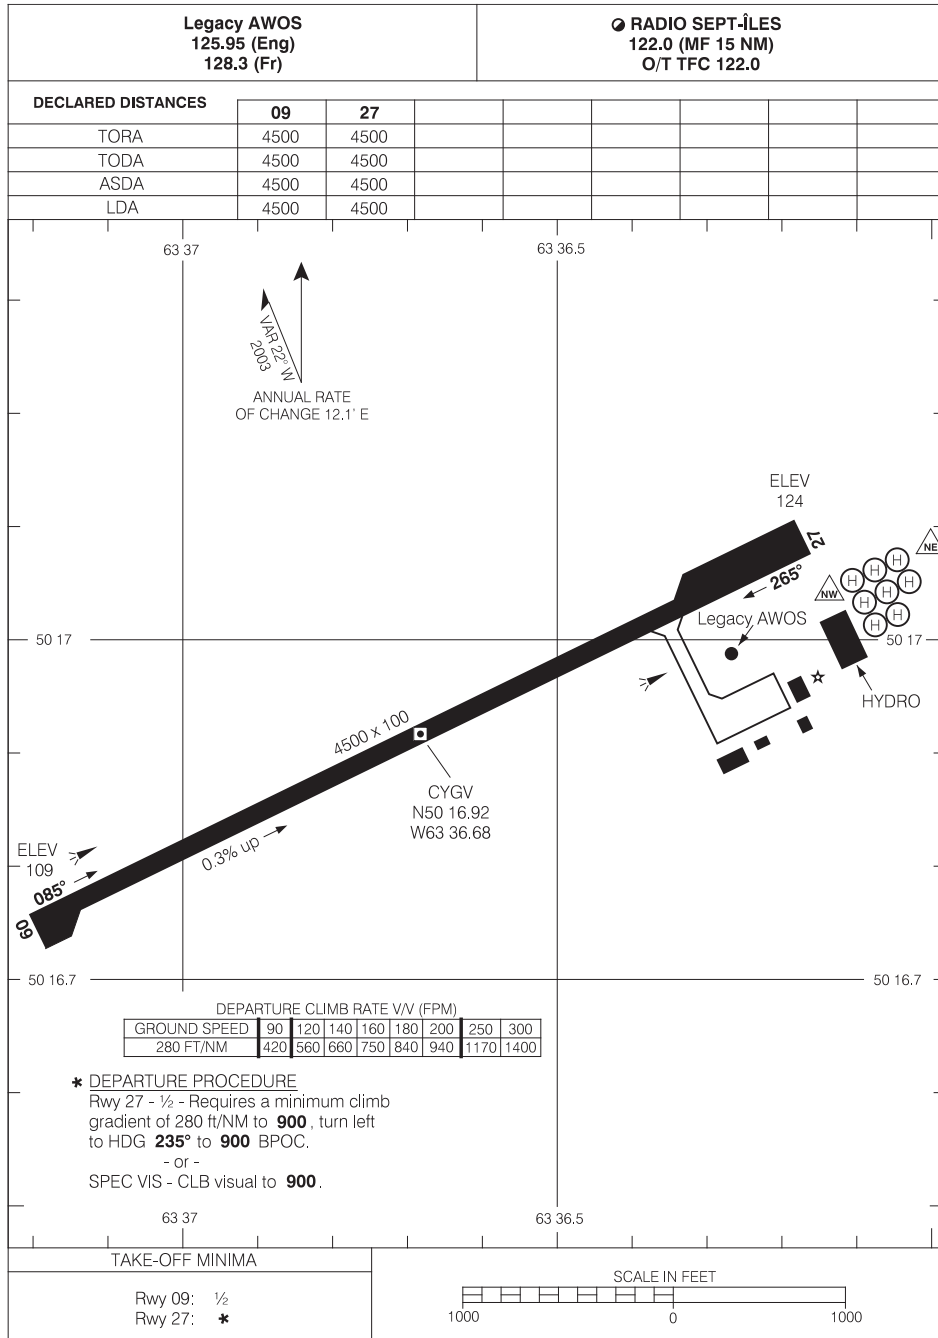 Legacy AWOS
125.95 (Eng)
128.3 (Fr)
RADIO SEPT-ÎLES
122.0 (MF 15 NM)
O/T TFC 122.0
DECLARED DISTANCES
09 27
TORA 4500 4500
TODA 4500 4500
ASDA 4500 4500
LDA 4500 4500
63 37 63 36.5
VAR 22° W
2003
ANNUAL RATE
OF CHANGE 12.1' E
ELEV
124
27
NE
265°
H H H H H H H H
NW
Legacy AWOS
50 17 50 17
HYDRO
4500 x 100
CYGV
N50 16.92
W63 36.68
0.3% up
ELEV
109
085°
09
50 16.7 50 16.7
DEPARTURE CLIMB RATE V/V (FPM)
GROUND SPEED 90 120 140 160 180 200 250 300
280 FT/NM 420 560 660 750 840 940 1170 1400
* DEPARTURE PROCEDURE
Rwy 27 - ½ - Requires a minimum climb
gradient of 280 ft/NM to 900 , turn left
to HDG 235° to 900 BPOC.
- or -
SPEC VIS - CLB visual to 900 .
63 37 63 36.5
TAKE-OFF MINIMA
Rwy 09: ½
Rwy 27: *
SCALE IN FEET
1000 0 1000